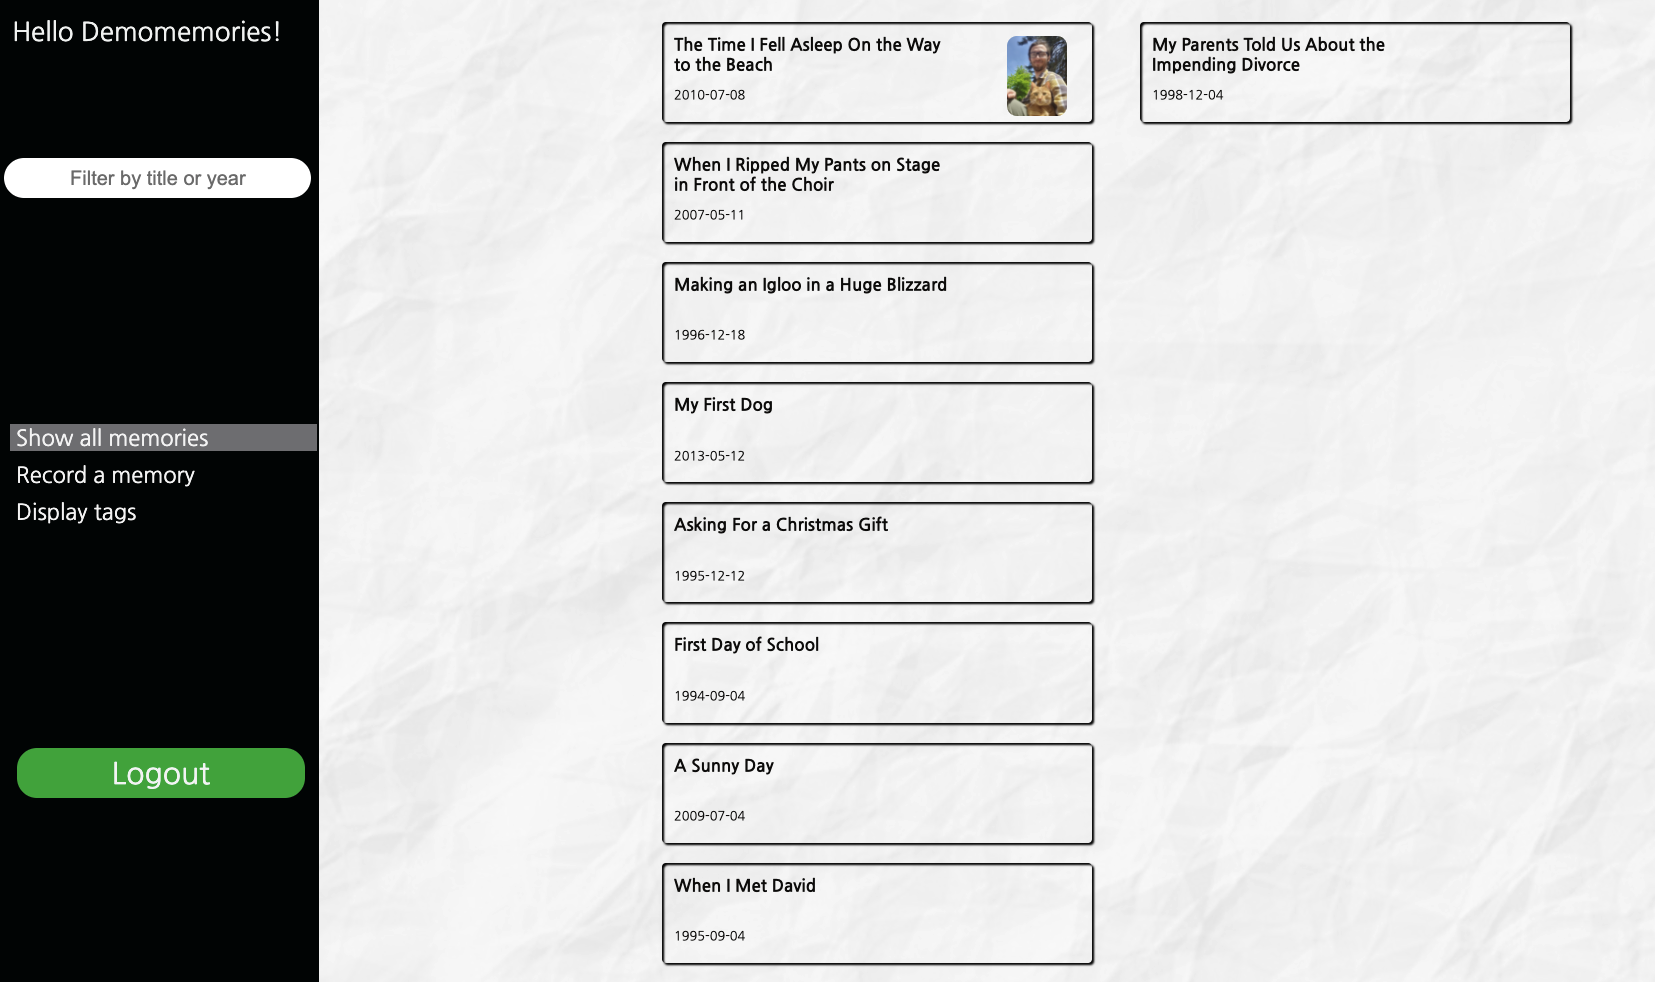 Hello Demomemories!
Filter by title or year
Show all memories
Record a memory
Display tags
Logout
The Time I Fell Asleep On the Way
to the Beach
2010-07-08
When I Ripped My Pants on Stage
in Front of the Choir
2007-05-11
Making an Igloo in a Huge Blizzard
1996-12-18
My First Dog
2013-05-12
Asking For a Christmas Gift
1995-12-12
First Day of School
1994-09-04
A Sunny Day
2009-07-04
When I Met David
1995-09-04
My Parents Told Us About the
Impending Divorce
1998-12-04